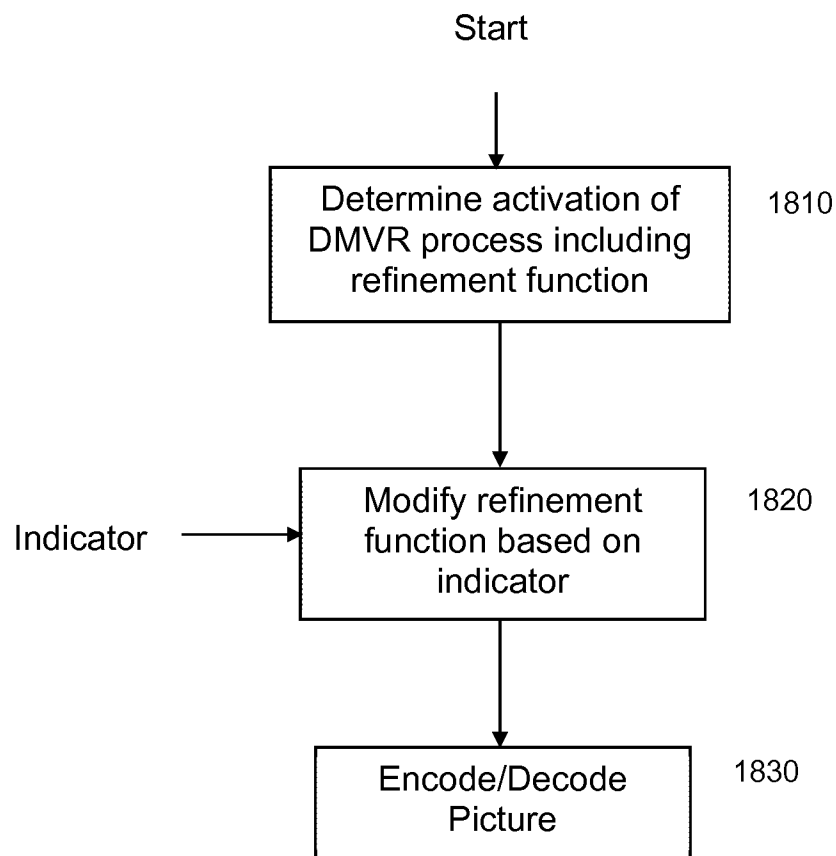 Start
Determine activation of
DMVR process including
refinement function
1810
Indicator
Modify refinement
function based on
indicator
1820
Encode/Decode
Picture
1830